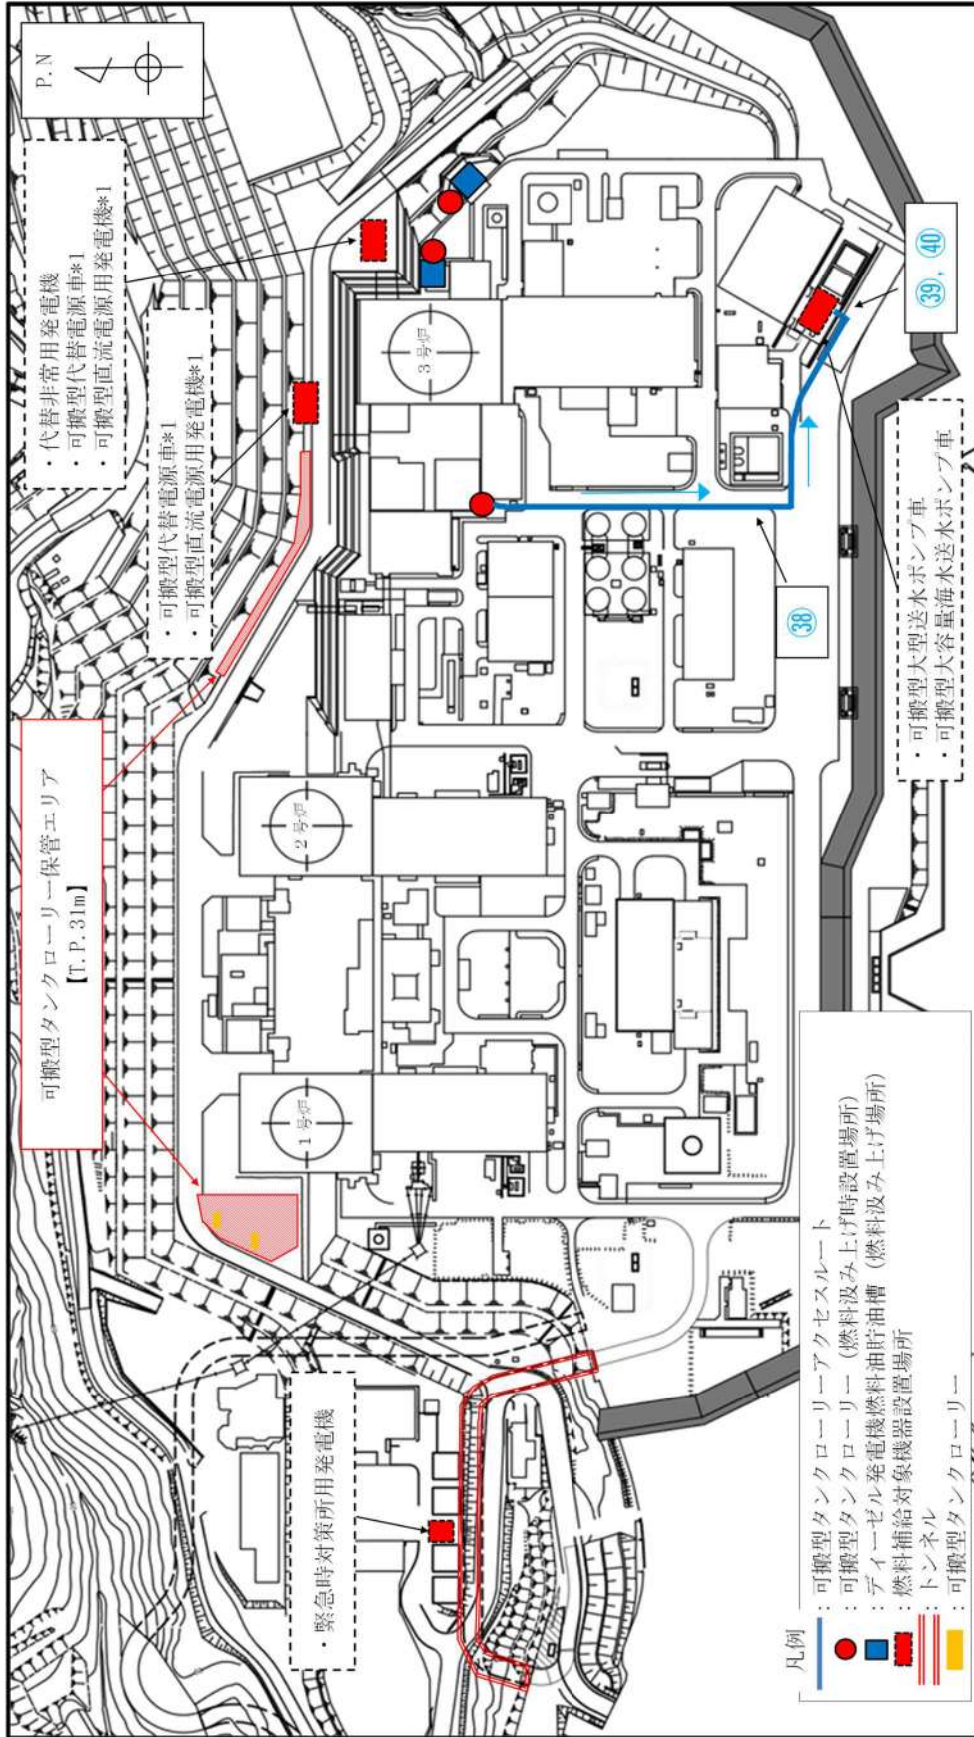 P.N
・代替非常用発電機
・可搬型代替電源車*1
・可搬型直流電源用発電機*1
・可搬型代替電源車*1
・可搬型直流電源用発電機*1
可搬型タンクローリー保管エリア
【T.P.31m】
3号炉
2号炉
1号炉
㊴, ㊵
㊳
・可搬型大型送水ポンプ車
・可搬型大容量海水送水ポンプ車
・緊急時対策所用発電機
凡例
：可搬型タンクローリーアクセスルート
：可搬型タンクローリー（燃料汲み上げ時設置場所）
：ディーゼル発電機燃料油貯油槽（燃料汲み上げ場所）
：燃料補給対象機器設置場所
：トンネル
：可搬型タンクローリー